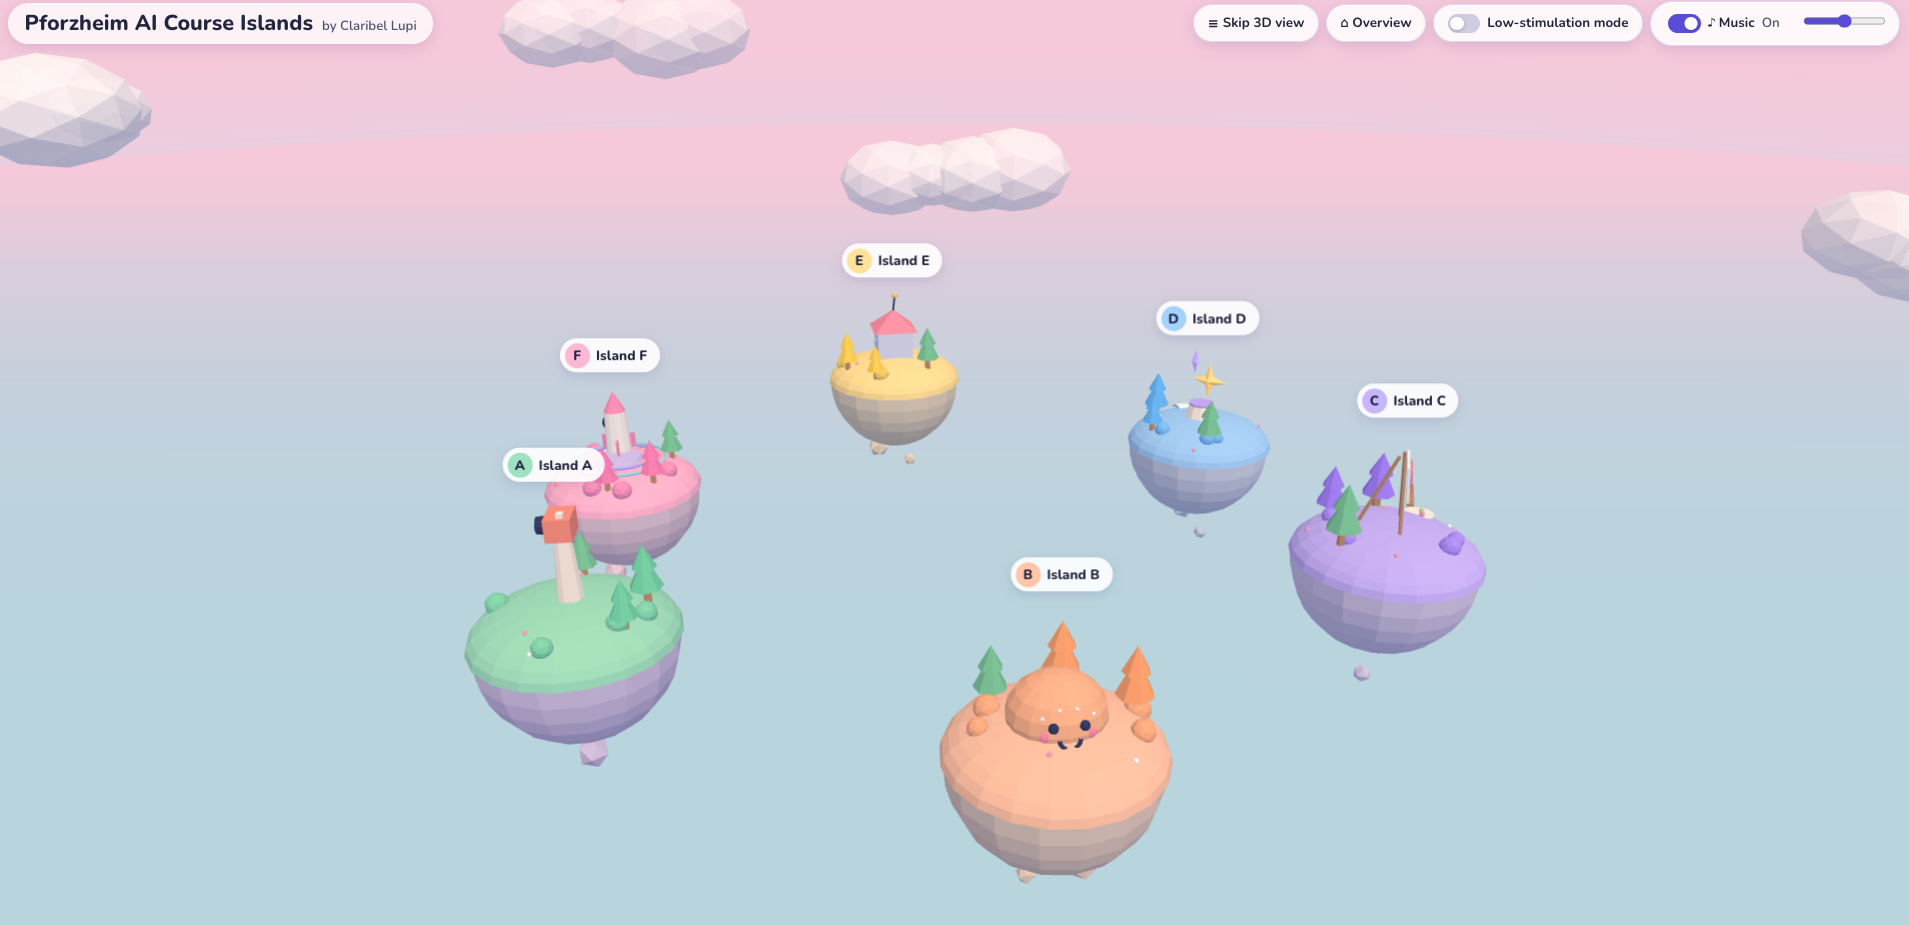 Pforzheim AI Course Islands by Claribel Lupi
≡ Skip 3D view
⌂ Overview
Low-stimulation mode
♪ Music On
E Island E
D Island D
F Island F
C Island C
A Island A
B Island B